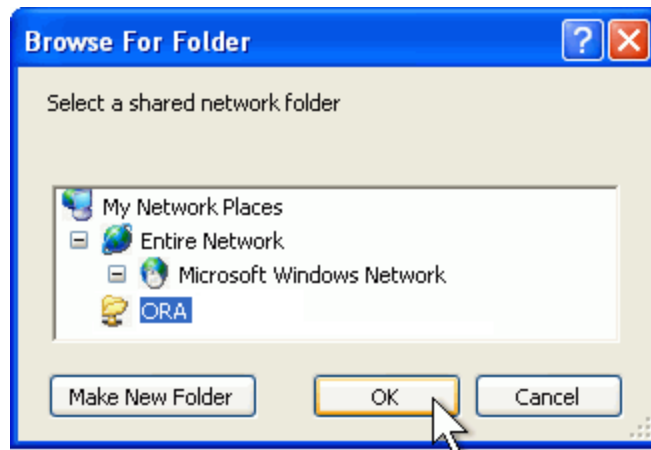 Browse For Folder
Select a shared network folder
My Network Places
Entire Network
Microsoft Windows Network
ORA
Make New Folder
OK
Cancel